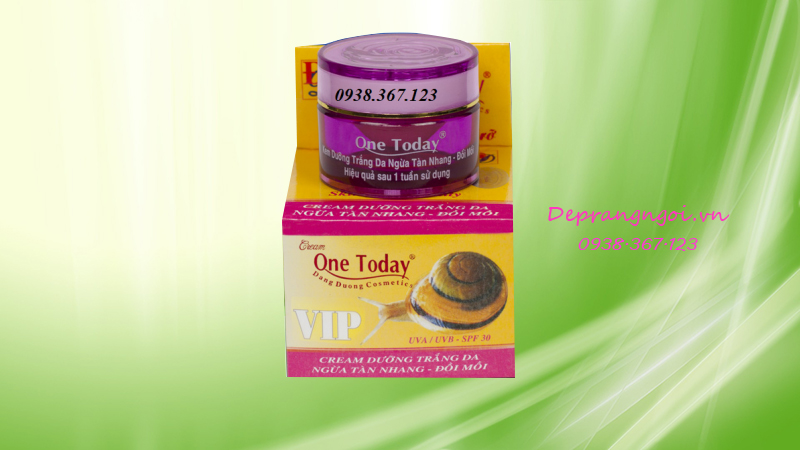 0938.367.123
One Today®
Kem Dưỡng Trắng Da Ngừa Tàn Nhang - Đồi Mồi
Hiệu quả sau 1 tuần sử dụng
CREAM DƯỠNG TRẮNG DA
NGỪA TÀN NHANG - ĐỒI MỒI
Cream
One Today®
Dang Duong Cosmetics
VIP
UVA / UVB - SPF 30
CREAM DƯỠNG TRẮNG DA
NGỪA TÀN NHANG - ĐỒI MỒI
Deprangngoi.vn
0938-367-123